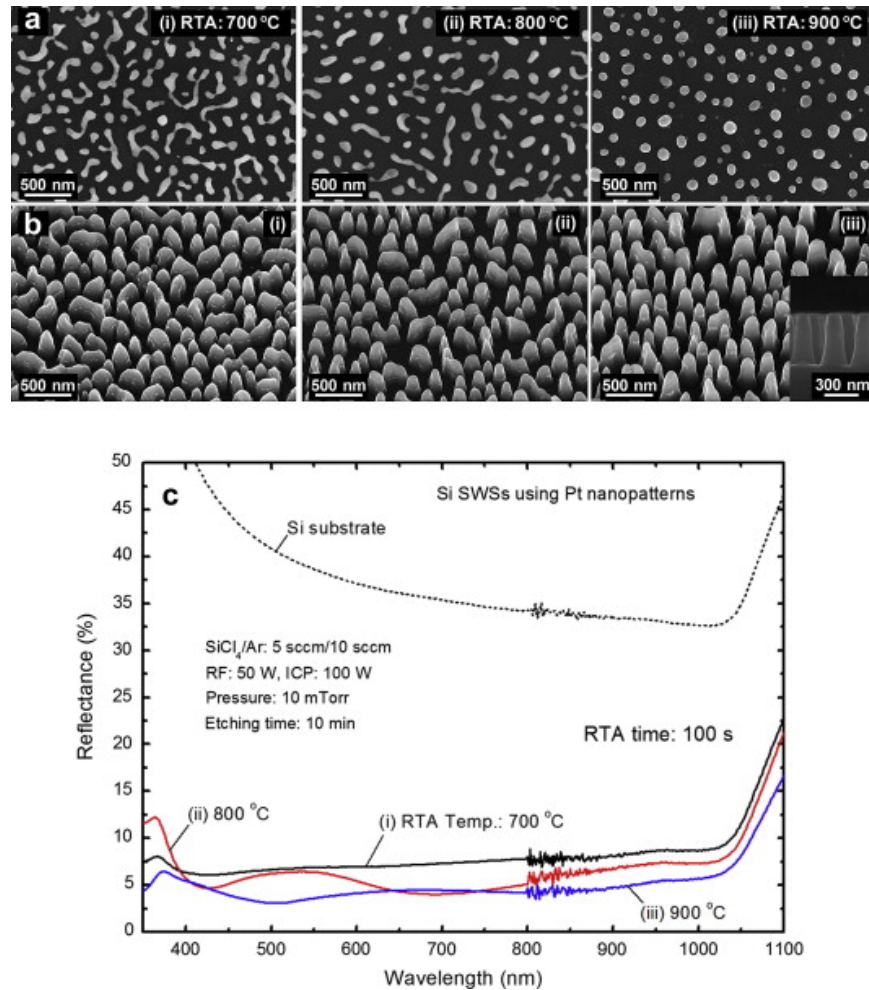 a
(i) RTA: 700 °C
(ii) RTA: 800 °C
(iii) RTA: 900 °C
500 nm
500 nm
500 nm
b
(i)
(ii)
(iii)
500 nm
500 nm
500 nm
300 nm
c
Si SWSs using Pt nanopatterns
Si substrate
SiCl₄/Ar: 5 sccm/10 sccm
RF: 50 W, ICP: 100 W
Pressure: 10 mTorr
Etching time: 10 min
RTA time: 100 s
(ii) 800 °C
(i) RTA Temp.: 700 °C
(iii) 900 °C
Reflectance (%)
50
45
40
35
30
25
20
15
10
5
0
400 500 600 700 800 900 1000 1100
Wavelength (nm)